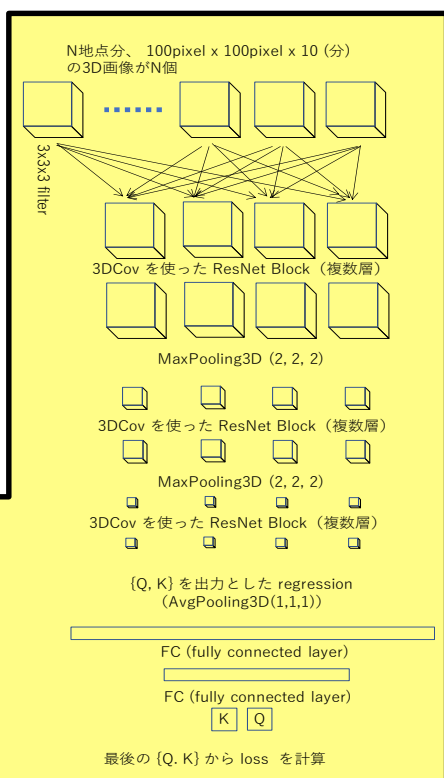 N地点分、 100pixel x 100pixel x 10 (分)
の3D画像がN個
3x3x3 filter
3DCov を使った ResNet Block（複数層）
MaxPooling3D (2, 2, 2)
3DCov を使った ResNet Block（複数層）
MaxPooling3D (2, 2, 2)
3DCov を使った ResNet Block（複数層）
{Q, K} を出力とした regression
（AvgPooling3D(1,1,1)）
FC (fully connected layer)
FC (fully connected layer)
K Q
最後の {Q. K} から loss を計算